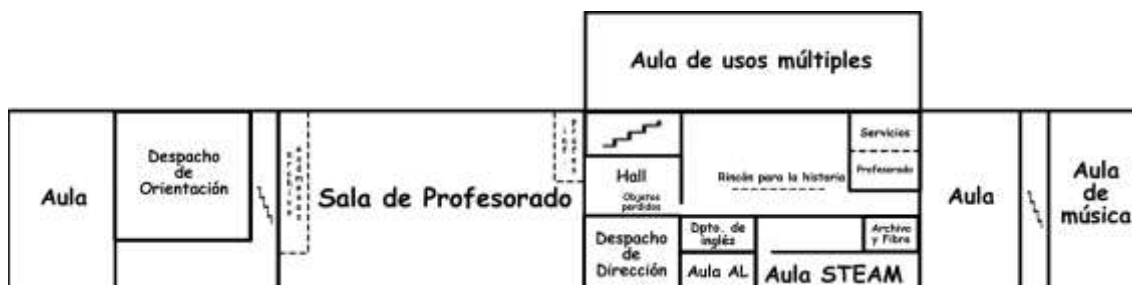 Aula de usos múltiples
Aula
Despacho
de
Orientación
Sala de Profesorado
Hall
Objetos
perdidos
Rincón para la historia
Servicios
Profesorado
Despacho
de
Dirección
Dpto. de
inglés
Aula AL
Archivo
y Fibra
Aula STEAM
Aula
Aula
de
música